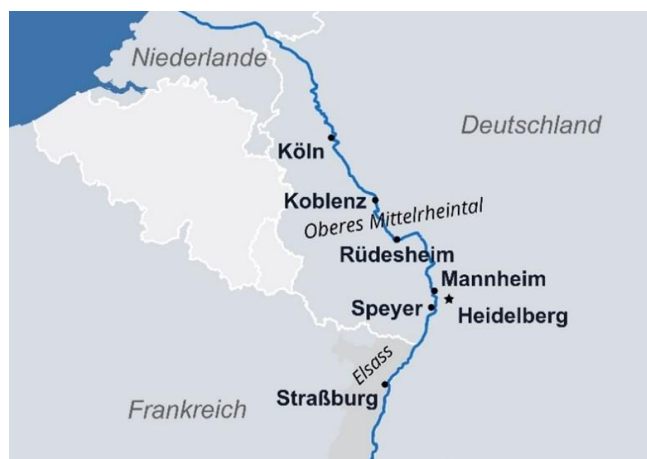 Niederlande
Deutschland
Köln
Koblenz
Oberes Mittelrheintal
Rüdesheim
Mannheim
Speyer
Heidelberg
Elsass
Straßburg
Frankreich